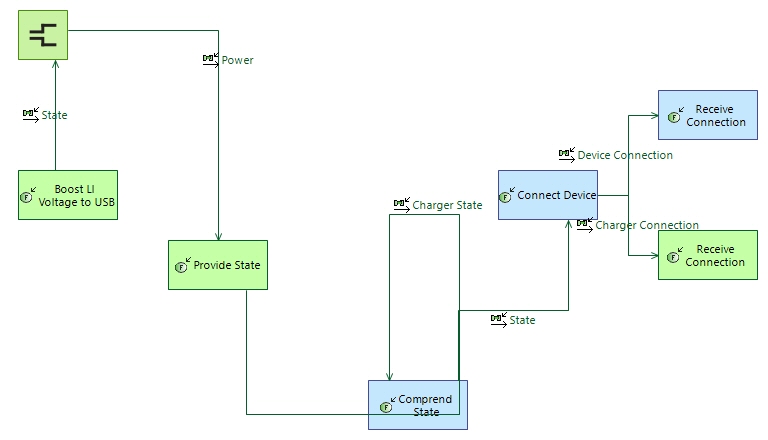 Power
State
Boost LI
Voltage to USB
Provide State
Charger State
State
Comprend
State
Connect Device
Device Connection
Charger Connection
Receive
Connection
Receive
Connection